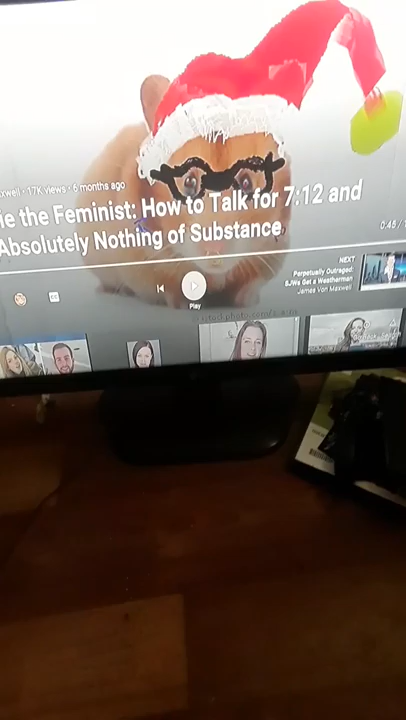 xwell • 17K views • 6 months ago
ie the Feminist: How to Talk for 7:12 and
Absolutely Nothing of Substance
0:45 /
NEXT
Perpetually Outraged:
SJWs Get a Weatherman
James Von Maxwell
Play